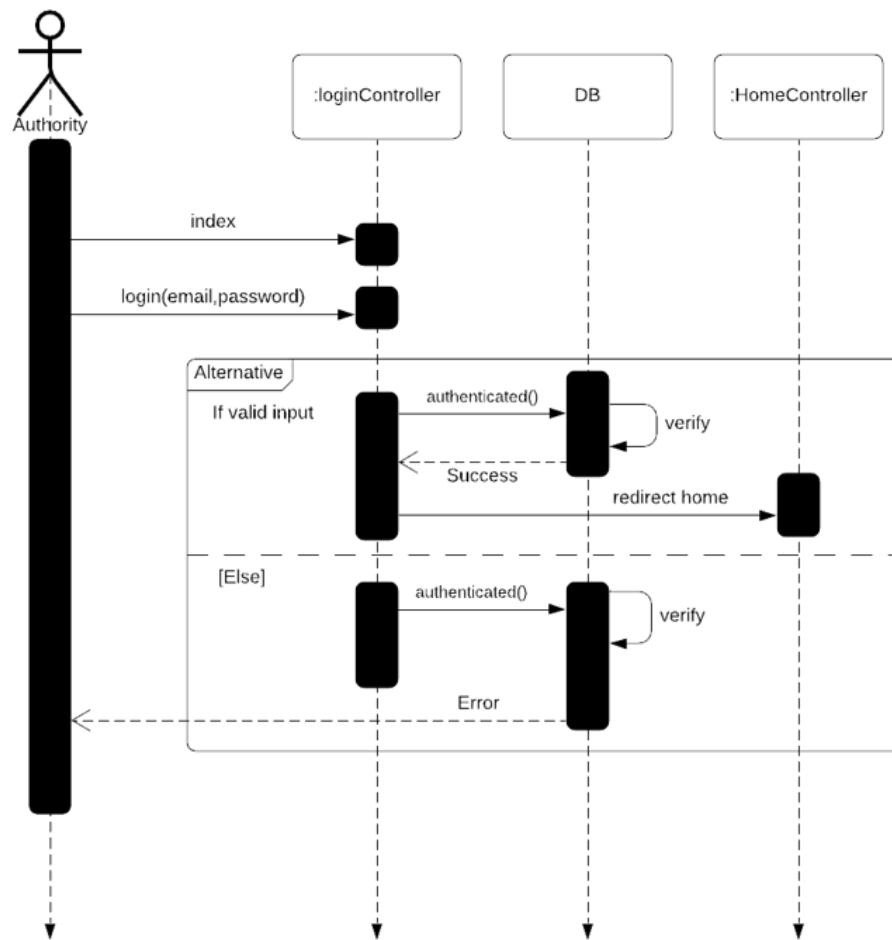 Authority
:loginController
DB
:HomeController
index
login(email,password)
Alternative
If valid input
authenticated()
verify
Success
redirect home
[Else]
authenticated()
verify
Error